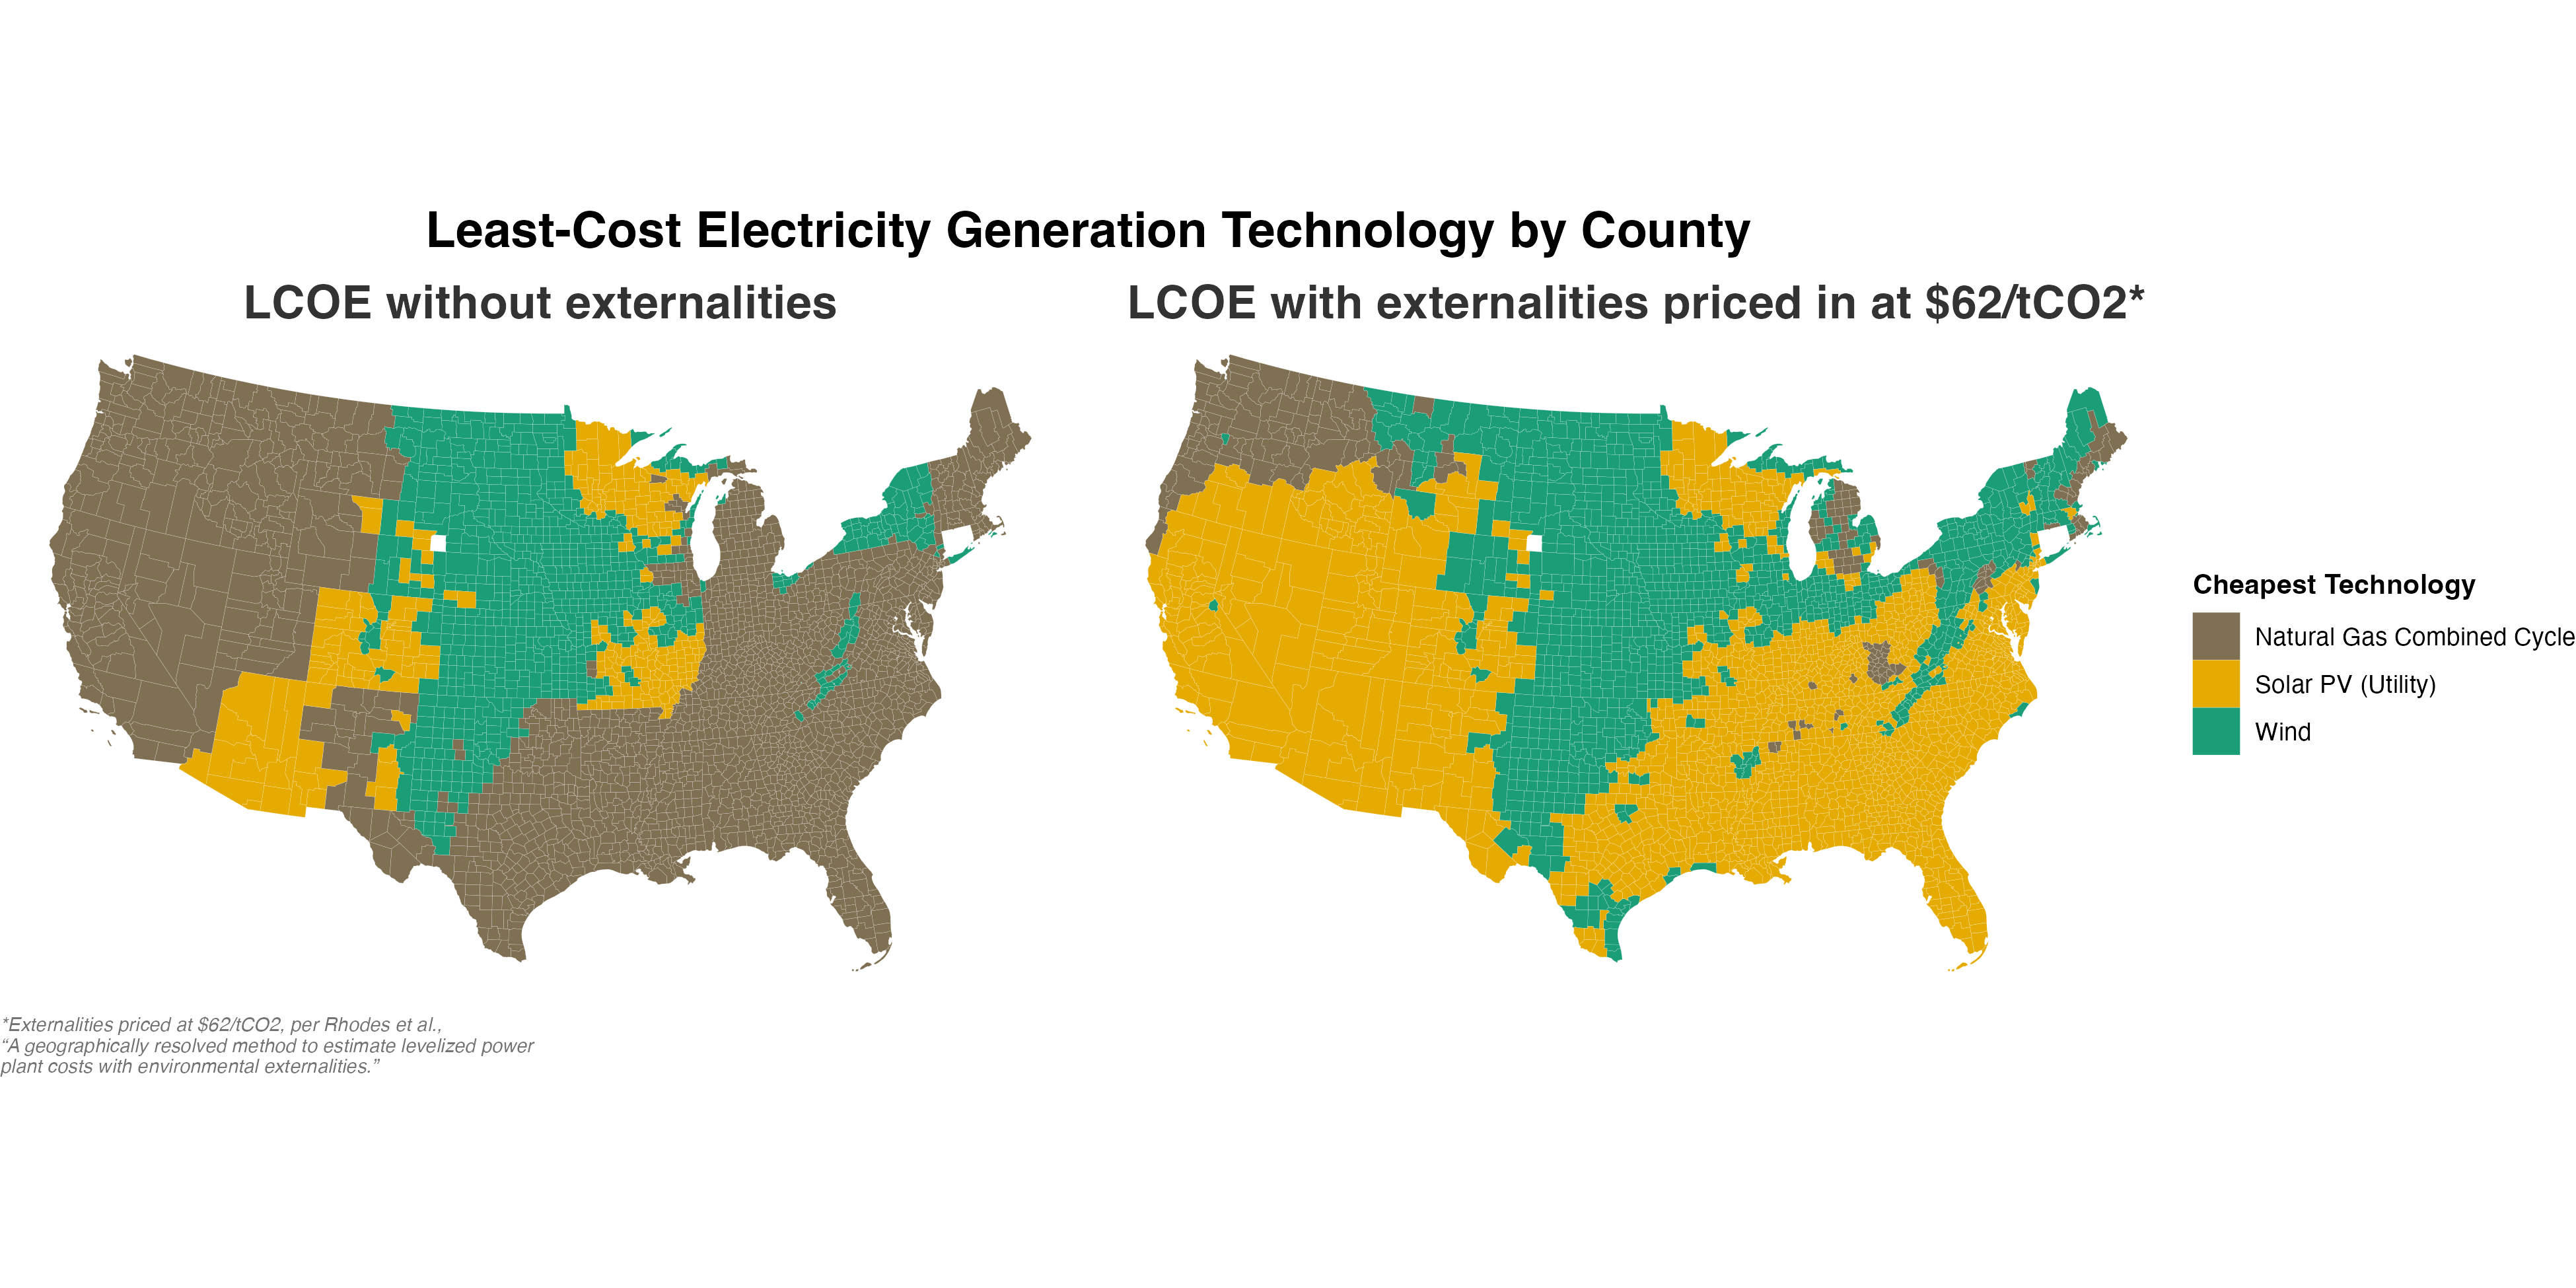 Least-Cost Electricity Generation Technology by County
LCOE without externalities
LCOE with externalities priced in at $62/tCO2*
Cheapest Technology
Natural Gas Combined Cycle
Solar PV (Utility)
Wind
*Externalities priced at $62/tCO2, per Rhodes et al.,
“A geographically resolved method to estimate levelized power
plant costs with environmental externalities.”